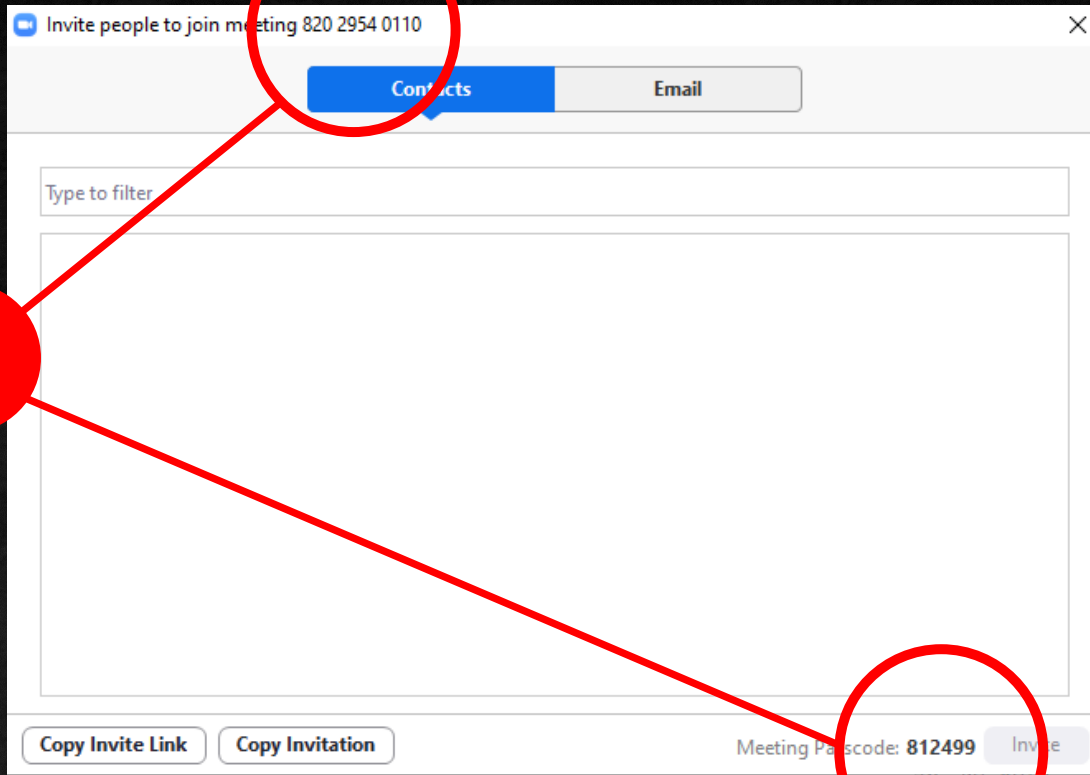 Invite people to join meeting 820 2954 0110
Contacts Email
Type to filter
Copy Invite Link Copy Invitation Meeting Passcode: 812499 Invite